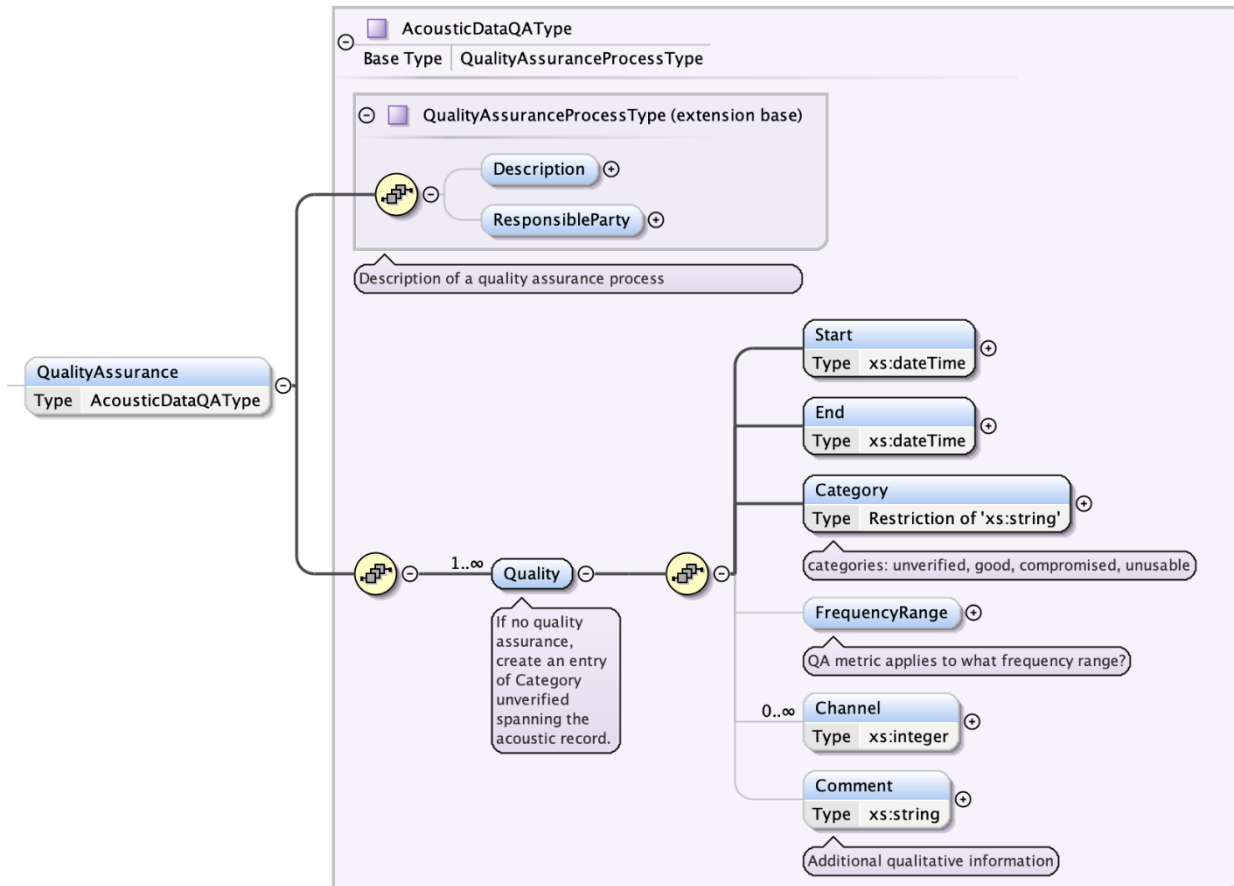 AcousticDataQAType
Base Type QualityAssuranceProcessType
QualityAssuranceProcessType (extension base)
Description
ResponsibleParty
Description of a quality assurance process
QualityAssurance
Type AcousticDataQAType
1..∞
Quality
If no quality
assurance,
create an entry
of Category
unverified
spanning the
acoustic record.
Start
Type xs:dateTime
End
Type xs:dateTime
Category
Type Restriction of 'xs:string'
categories: unverified, good, compromised, unusable
FrequencyRange
QA metric applies to what frequency range?
0..∞
Channel
Type xs:integer
Comment
Type xs:string
Additional qualitative information